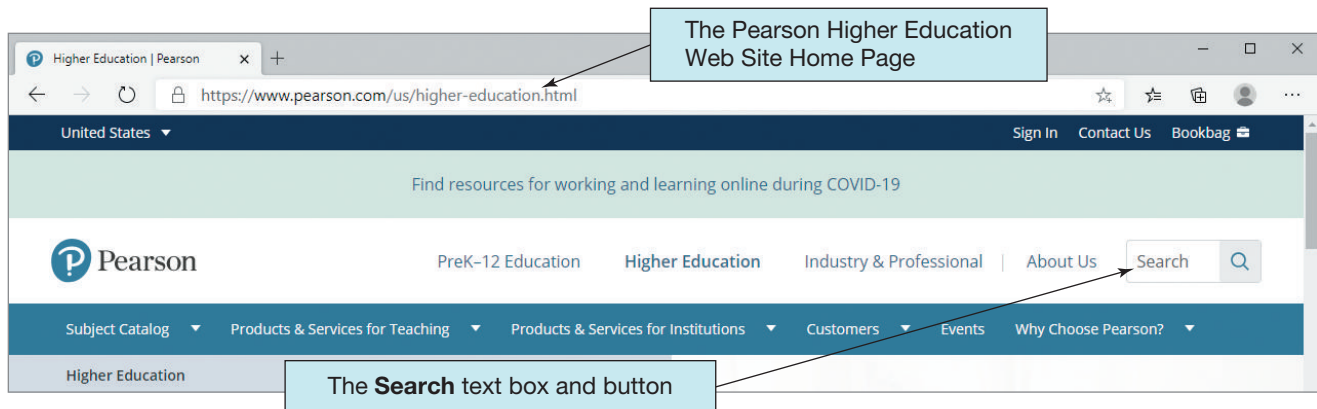 The Pearson Higher Education
Web Site Home Page
Higher Education | Pearson
https://www.pearson.com/us/higher-education.html
United States
Sign In Contact Us Bookbag
Find resources for working and learning online during COVID-19
Pearson
PreK–12 Education Higher Education Industry & Professional | About Us Search
Subject Catalog Products & Services for Teaching Products & Services for Institutions Customers Events Why Choose Pearson?
Higher Education
The Search text box and button